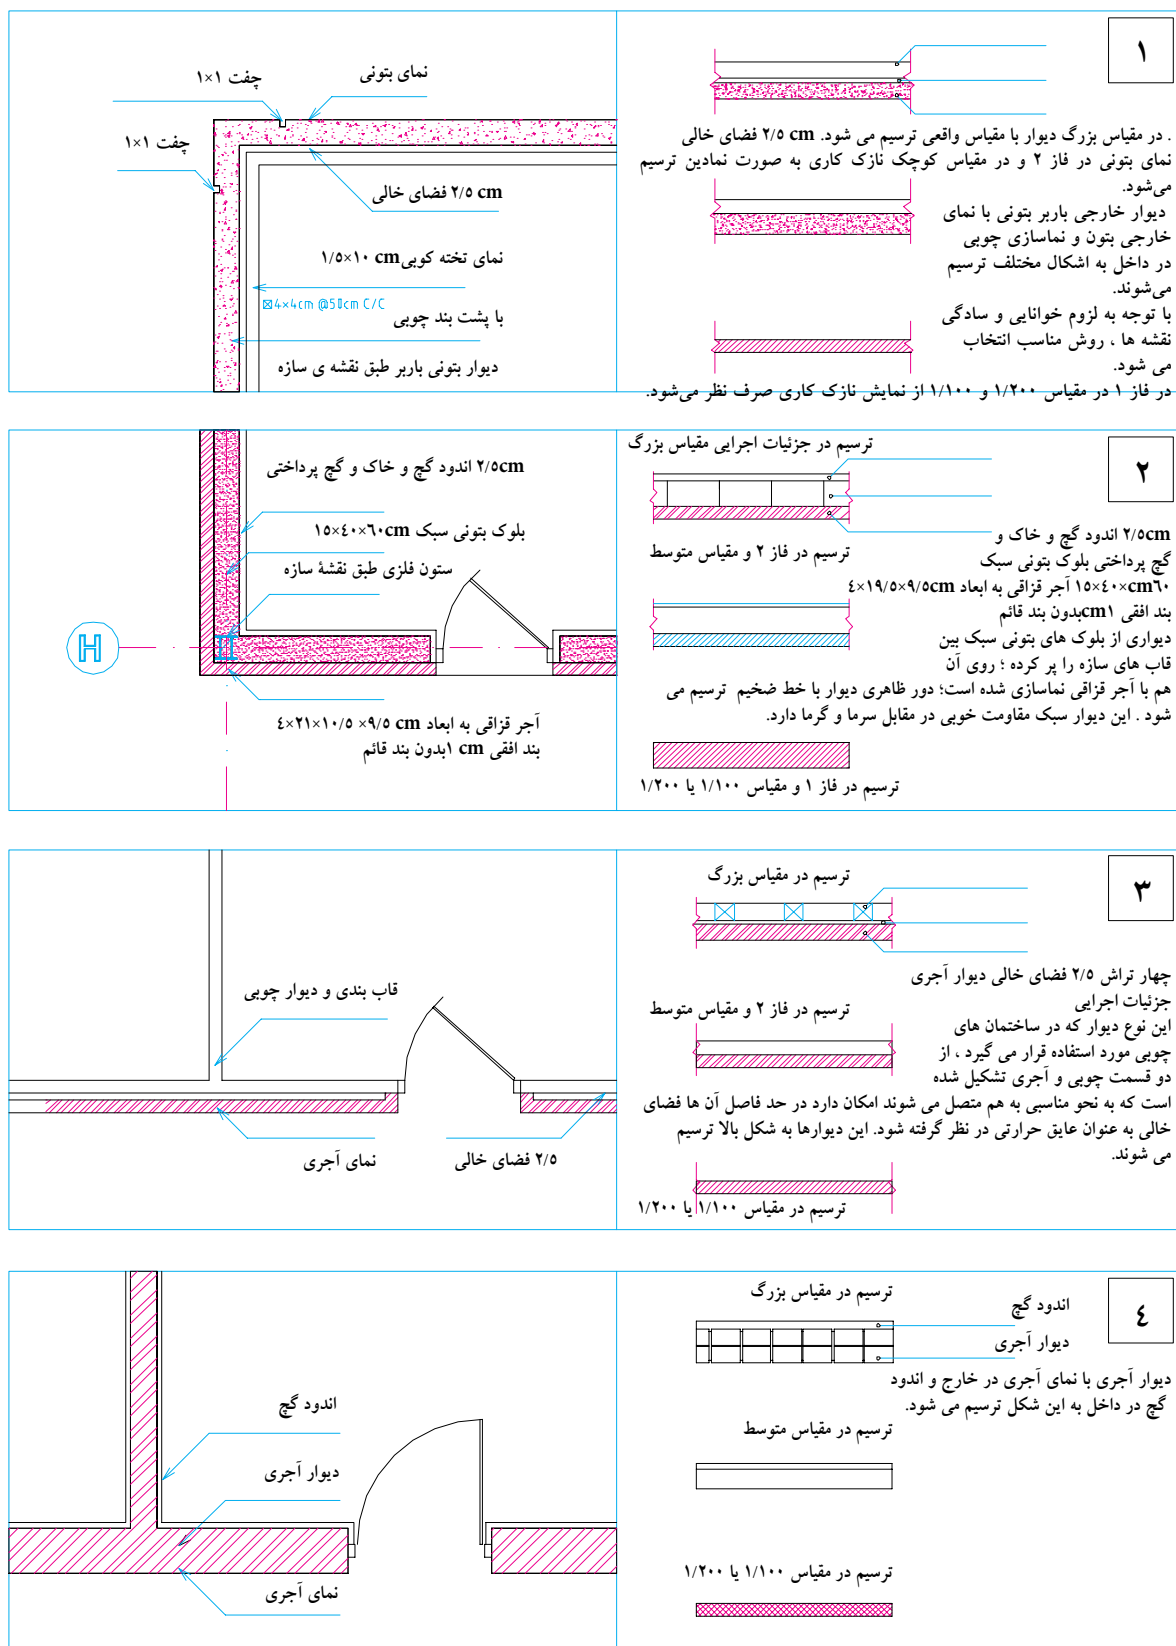 ۱
. در مقیاس بزرگ دیوار با مقیاس واقعی ترسیم می شود. ۲/۵ cm فضای خالی
نمای بتونی در فاز ۲ و در مقیاس کوچک نازک کاری به صورت نمادین ترسیم
می‌شود.
دیوار خارجی باربر بتونی با نمای
خارجی بتون و نماسازی چوبی
در داخل به اشکال مختلف ترسیم
می‌شوند.
با توجه به لزوم خوانایی و سادگی
نقشه ها ، روش مناسب انتخاب
می شود.
در فاز ۱ در مقیاس ۱/۲۰۰ و ۱/۱۰۰ از نمایش نازک کاری صرف نظر می‌شود.
نمای بتونی
چفت ۱×۱
چفت ۱×۱
۲/۵ cm فضای خالی
نمای تخته کوبی ۱/۵×۱۰ cm
4×4cm @50cm C/C
با پشت بند چوبی
دیوار بتونی باربر طبق نقشه ی سازه
۲
ترسیم در جزئیات اجرایی مقیاس بزرگ
۲/۵cm اندود گچ و خاک و
گچ پرداختی بلوک بتونی سبک
۱۵×٤۰×cm٦۰ آجر قزاقی به ابعاد ٤×۱۹/۵×۹/۵cm
بند افقی ۱cmبدون بند قائم
دیواری از بلوک های بتونی سبک بین
قاب های سازه را پر کرده ؛ روی آن
هم با آجر قزاقی نماسازی شده است؛ دور ظاهری دیوار با خط ضخیم ترسیم می
شود . این دیوار سبک مقاومت خوبی در مقابل سرما و گرما دارد.
ترسیم در فاز ۲ و مقیاس متوسط
ترسیم در فاز ۱ و مقیاس ۱/۱۰۰ یا ۱/۲۰۰
۲/۵cm اندود گچ و خاک و گچ پرداختی
بلوک بتونی سبک ۱۵×٤۰×٦۰cm
ستون فلزی طبق نقشهٔ سازه
H
آجر قزاقی به ابعاد ٤×۲۱×۱۰/۵ ×۹/۵ cm
بند افقی ۱ cmبدون بند قائم
۳
ترسیم در مقیاس بزرگ
چهار تراش ۲/۵ فضای خالی دیوار آجری
جزئیات اجرایی
این نوع دیوار که در ساختمان های
چوبی مورد استفاده قرار می گیرد ، از
دو قسمت چوبی و آجری تشکیل شده
است که به نحو مناسبی به هم متصل می شوند امکان دارد در حد فاصل آن ها فضای
خالی به عنوان عایق حرارتی در نظر گرفته شود. این دیوارها به شکل بالا ترسیم
می شوند.
ترسیم در فاز ۲ و مقیاس متوسط
ترسیم در مقیاس ۱/۱۰۰ یا ۱/۲۰۰
قاب بندی و دیوار چوبی
نمای آجری
۲/۵ فضای خالی
٤
ترسیم در مقیاس بزرگ
اندود گچ
دیوار آجری
دیوار آجری با نمای آجری در خارج و اندود
گچ در داخل به این شکل ترسیم می شود.
ترسیم در مقیاس متوسط
ترسیم در مقیاس ۱/۱۰۰ یا ۱/۲۰۰
اندود گچ
دیوار آجری
نمای آجری